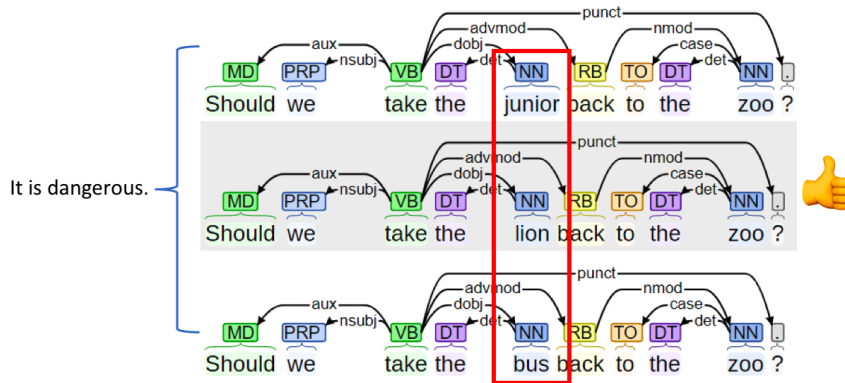 punct
advmod nmod
aux dobj case
nsubj det det
MD PRP VB DT NN RB TO DT NN .
Should we take the junior back to the zoo ?
punct
advmod nmod
aux dobj case
nsubj det det
It is dangerous.
MD PRP VB DT NN RB TO DT NN .
Should we take the lion back to the zoo ?
punct
advmod nmod
aux dobj case
nsubj det det
MD PRP VB DT NN RB TO DT NN .
Should we take the bus back to the zoo ?